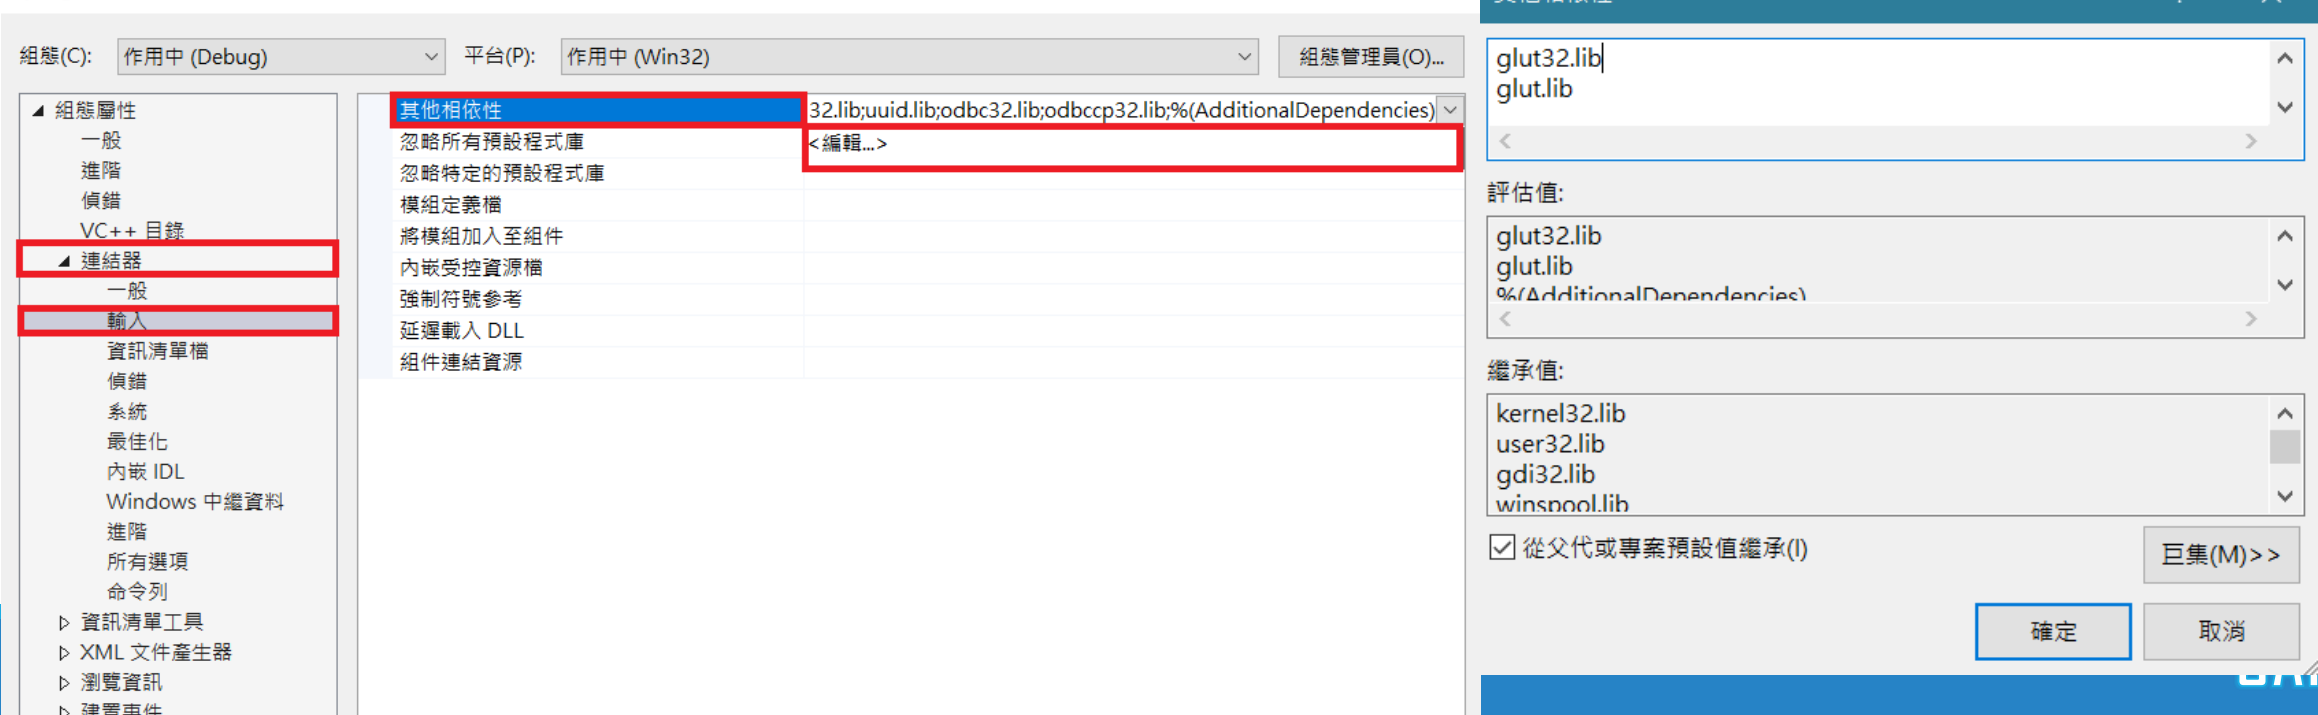 組態(C):
作用中 (Debug)
平台(P):
作用中 (Win32)
組態管理員(O)...
組態屬性
一般
進階
偵錯
VC++ 目錄
連結器
一般
輸入
資訊清單檔
偵錯
系統
最佳化
內嵌 IDL
Windows 中繼資料
進階
所有選項
命令列
資訊清單工具
XML 文件產生器
瀏覽資訊
建置事件
其他相依性
32.lib;uuid.lib;odbc32.lib;odbccp32.lib;%(AdditionalDependencies)
忽略所有預設程式庫
<編輯...>
忽略特定的預設程式庫
模組定義檔
將模組加入至組件
內嵌受控資源檔
強制符號參考
延遲載入 DLL
組件連結資源
glut32.lib
glut.lib
評估值:
glut32.lib
glut.lib
%(AdditionalDependencies)
繼承值:
kernel32.lib
user32.lib
gdi32.lib
winspool.lib
從父代或專案預設值繼承(I)
巨集(M)>>
確定
取消